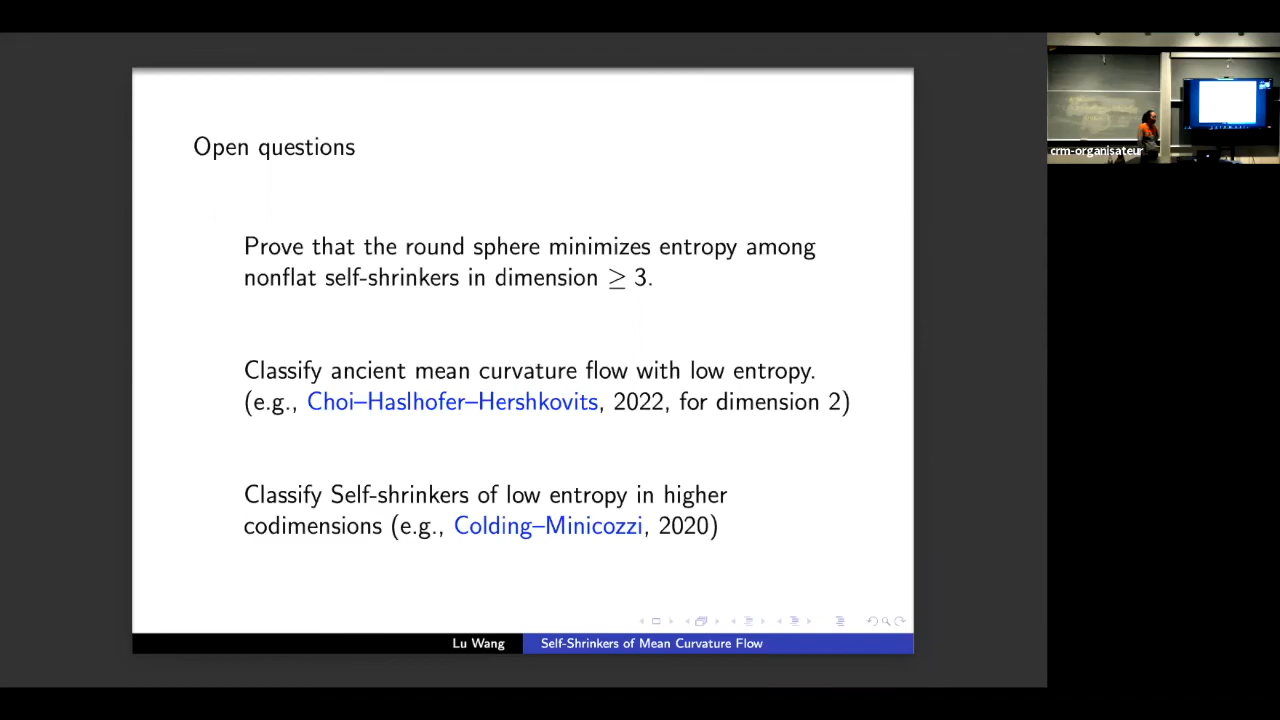 Open questions
Prove that the round sphere minimizes entropy among
nonflat self-shrinkers in dimension ≥ 3.
Classify ancient mean curvature flow with low entropy.
(e.g., Choi–Haslhofer–Hershkovits, 2022, for dimension 2)
Classify Self-shrinkers of low entropy in higher
codimensions (e.g., Colding–Minicozzi, 2020)
Lu Wang
Self-Shrinkers of Mean Curvature Flow
crm-organisateur